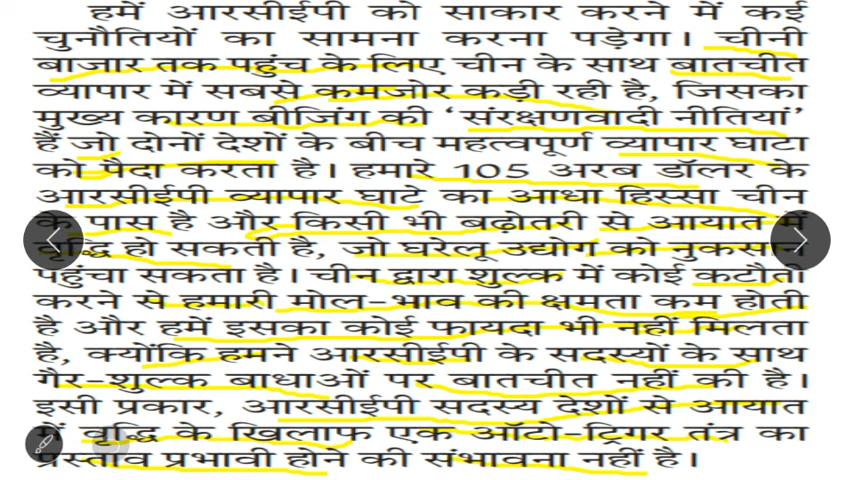 हमें आरसीईपी को साकार करने में कई
चुनौतियों का सामना करना पड़ेगा। चीनी
बाजार तक पहुंच के लिए चीन के साथ बातचीत
व्यापार में सबसे कमजोर कड़ी रही है, जिसका
मुख्य कारण बीजिंग की ‘संरक्षणवादी नीतियां’
हैं जो दोनों देशों के बीच महत्वपूर्ण व्यापार घाटा
को पैदा करता है। हमारे 105 अरब डॉलर के
आरसीईपी व्यापार घाटे का आधा हिस्सा चीन
के पास है और किसी भी बढ़ोतरी से आयात में
वृद्धि हो सकती है, जो घरेलू उद्योग को नुकसान
पहुंचा सकता है। चीन द्वारा शुल्क में कोई कटौती
करने से हमारी मोल-भाव की क्षमता कम होती
है और हमें इसका कोई फायदा भी नहीं मिलता
है, क्योंकि हमने आरसीईपी के सदस्यों के साथ
गैर-शुल्क बाधाओं पर बातचीत नहीं की है।
इसी प्रकार, आरसीईपी सदस्य देशों से आयात
में वृद्धि के खिलाफ एक ऑटो-ट्रिगर तंत्र का
प्रस्ताव प्रभावी होने की संभावना नहीं है।